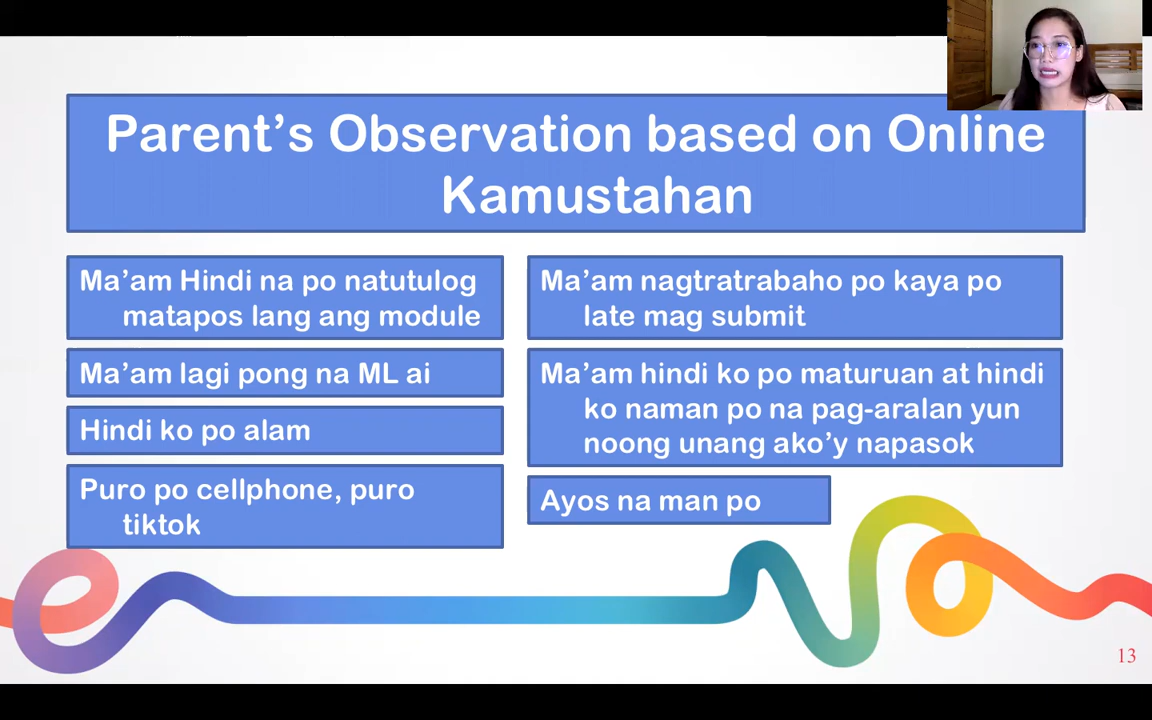 Parent’s Observation based on Online
Kamustahan
Ma’am Hindi na po natutulog
matapos lang ang module
Ma’am lagi pong na ML ai
Hindi ko po alam
Puro po cellphone, puro
tiktok
Ma’am nagtratrabaho po kaya po
late mag submit
Ma’am hindi ko po maturuan at hindi
ko naman po na pag-aralan yun
noong unang ako’y napasok
Ayos na man po
13